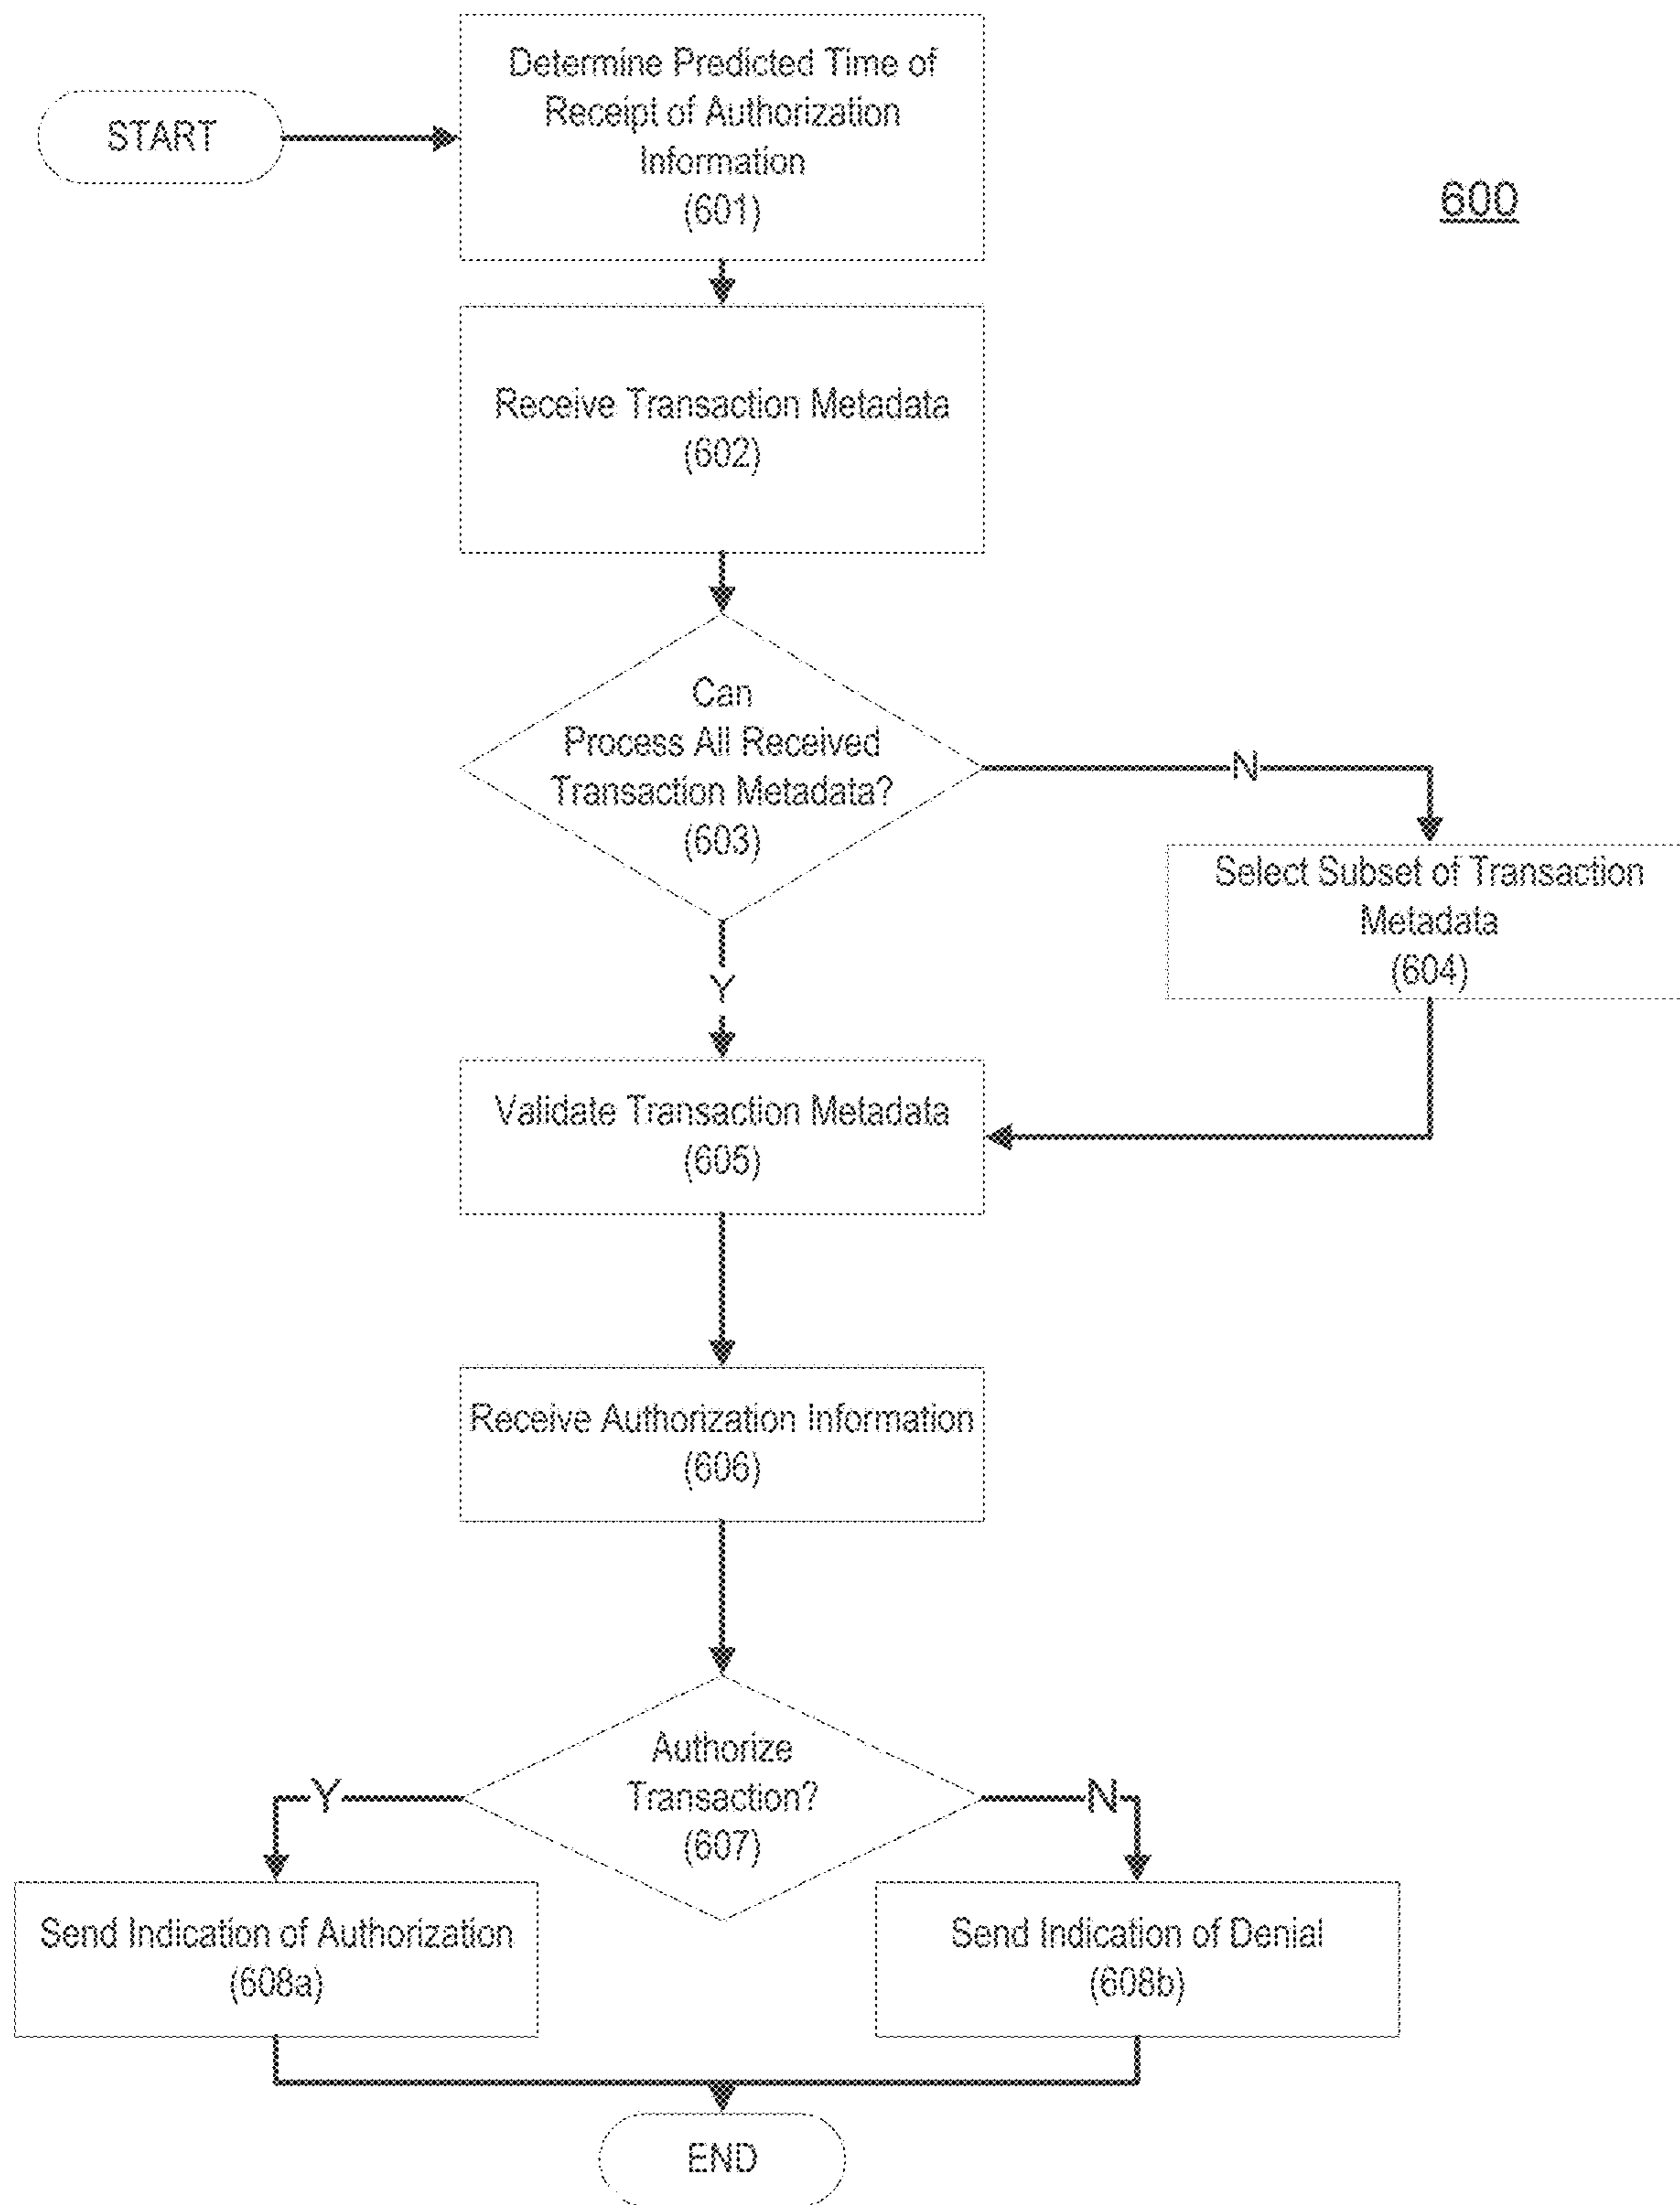 START
Determine Predicted Time of
Receipt of Authorization
Information
(601)
600
Receive Transaction Metadata
(602)
Can
Process All Received
Transaction Metadata?
(603)
N
Select Subset of Transaction
Metadata
(604)
Y
Validate Transaction Metadata
(605)
Receive Authorization Information
(606)
Authorize
Transaction?
(607)
Y
N
Send Indication of Authorization
(608a)
Send Indication of Denial
(608b)
END